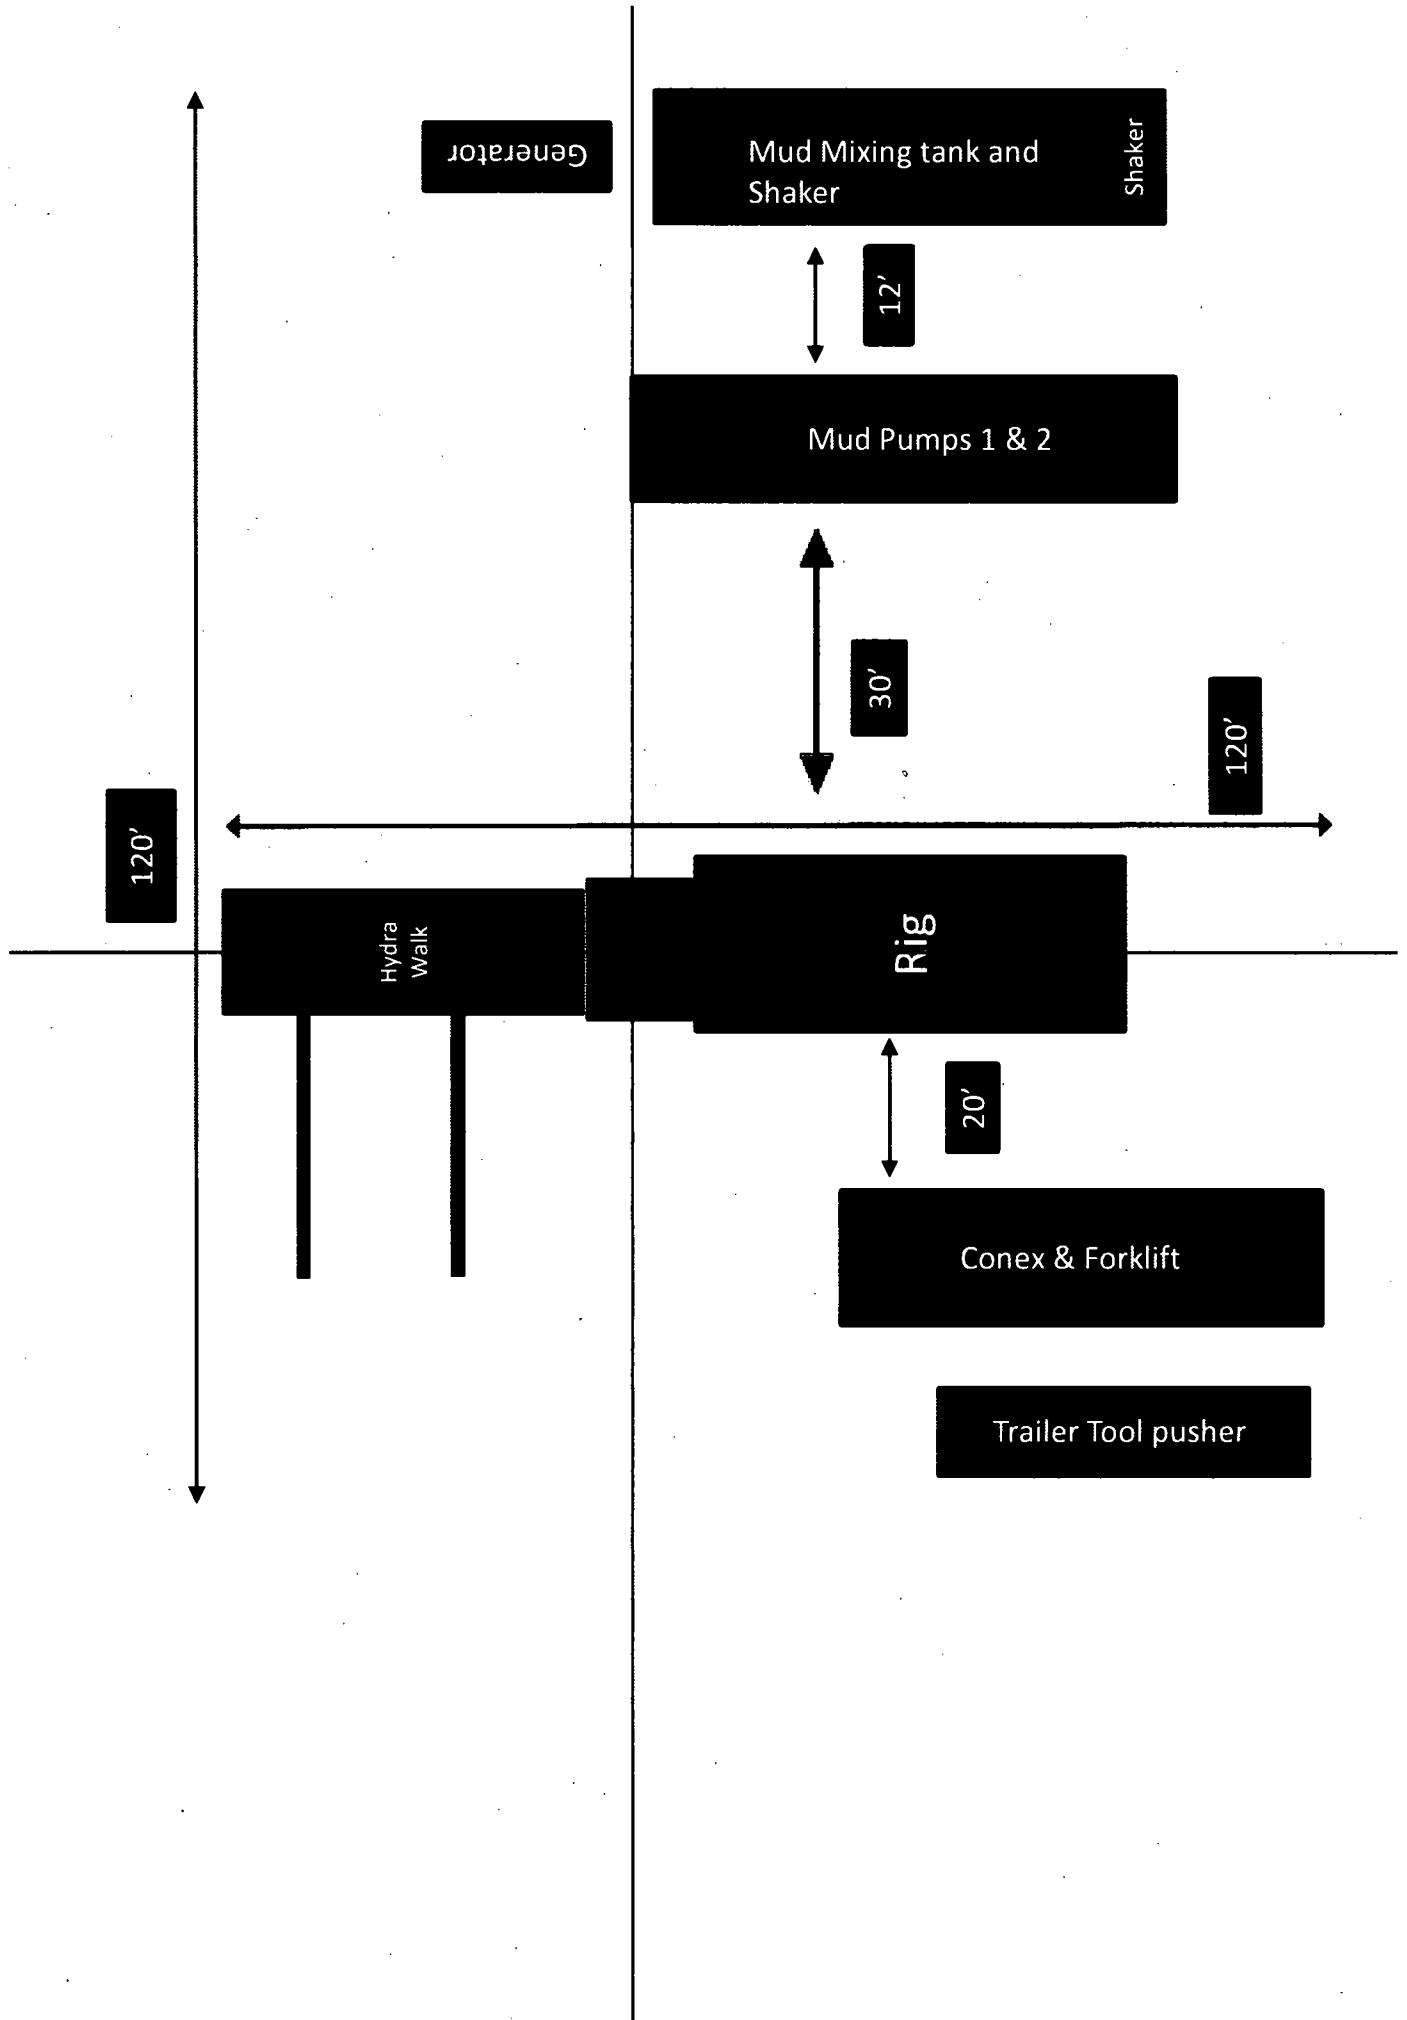 Generator
Mud Mixing tank and
Shaker
Shaker
12'
Mud Pumps 1 & 2
30'
120'
120'
Hydra
Walk
Rig
20'
Conex & Forklift
Trailer Tool pusher